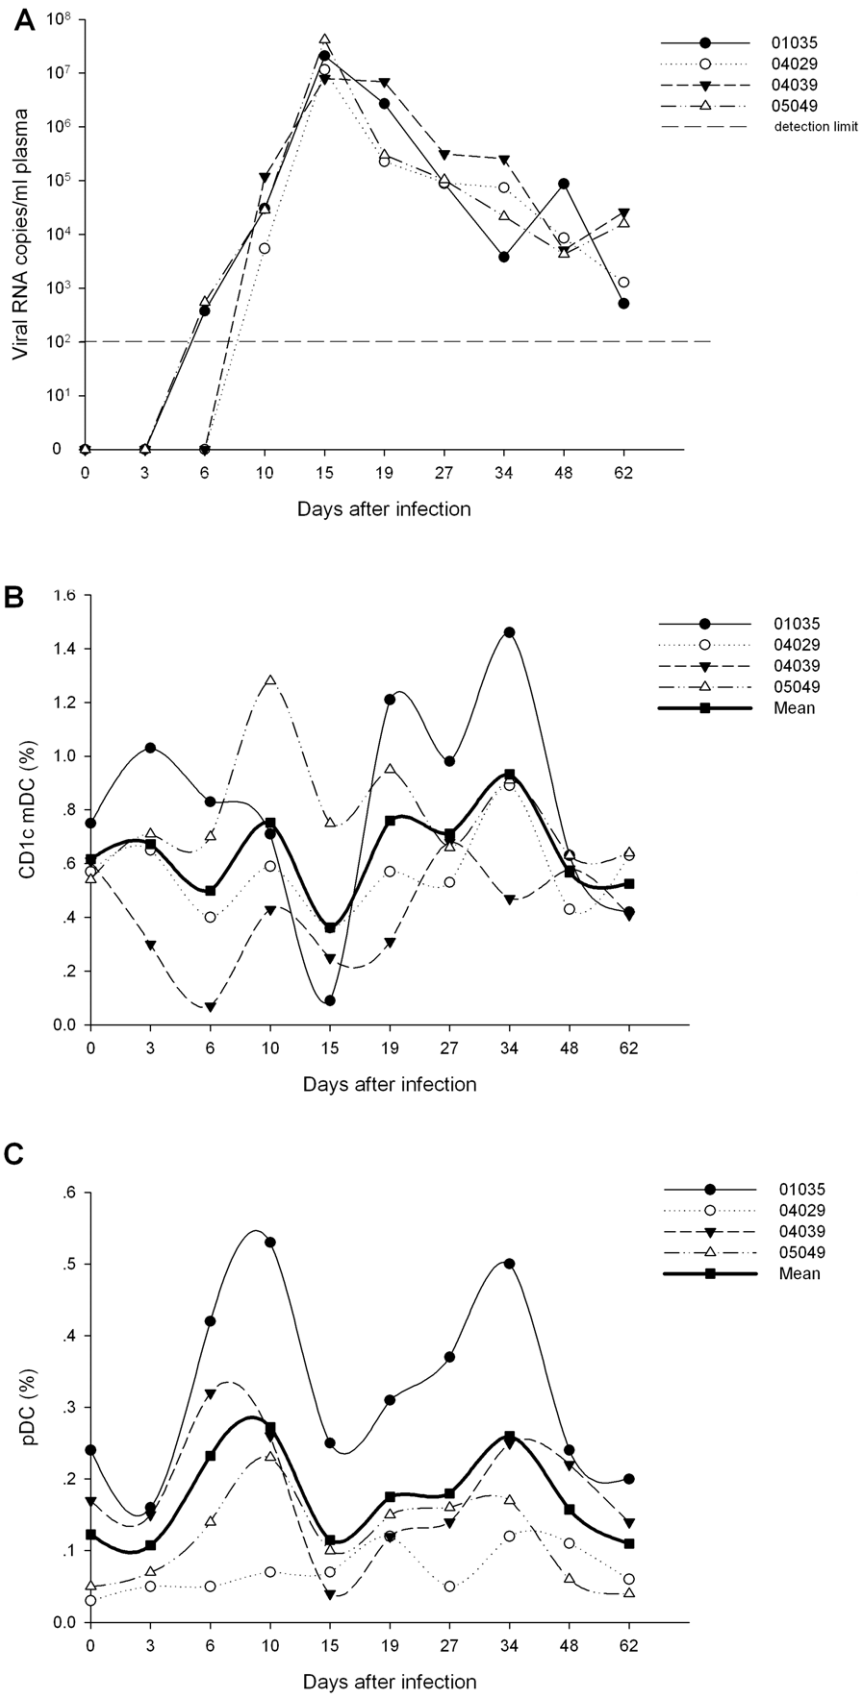 A
10⁸
10⁷
10⁶
10⁵
10⁴
10³
10²
10¹
0
Viral RNA copies/ml plasma
0 3 6 10 15 19 27 34 48 62
Days after infection
01035
04029
04039
05049
detection limit
B
1.6
1.4
1.2
1.0
.8
.6
.4
.2
0.0
CD1c mDC (%)
0 3 6 10 15 19 27 34 48 62
Days after infection
01035
04029
04039
05049
Mean
C
.6
.5
.4
.3
.2
.1
0.0
pDC (%)
0 3 6 10 15 19 27 34 48 62
Days after infection
01035
04029
04039
05049
Mean